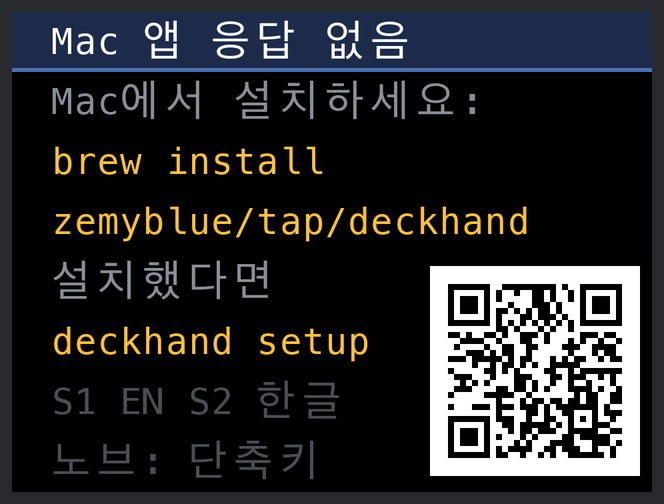 Mac 앱 응답 없음
Mac에서 설치하세요:
brew install
zemyblue/tap/deckhand
설치했다면
deckhand setup
S1 EN S2 한글
노브: 단축키